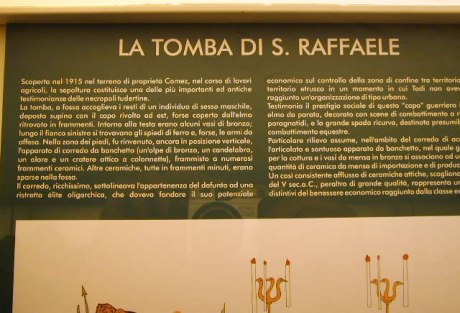 LA TOMBA DI S. RAFFAELE
Scoperta nel 1915 nel terreno di proprietà Comez, nel corso di lavori
agricoli, la sepoltura costituisce una delle più importanti ed antiche
testimonianze delle necropoli tudertine.
La tomba, a fossa accoglieva i resti di un individuo di sesso maschile,
deposto supino con il capo rivolto ad est, forse coperto dall'elmo
ritrovato in frammenti. Intorno alla testa erano alcuni vasi di bronzo;
lungo il fianco sinistro si trovavano gli spiedi di ferro e, forse, le armi da
offesa. Nella zona dei piedi, fu rinvenuto, ancora in posizione verticale,
l'apparato di corredo da banchetto (un'olpe di bronzo, un candelabro,
un alare e un cratere attico a colonnette), frammisto a numerosi
frammenti ceramici. Altre ceramiche, tutte in frammenti minuti, erano
sparse nella fossa.
Il corredo, ricchissimo, sottolineava l'appartenenza del defunto ad una
ristretta elite oligarchica, che doveva fondare il suo potenziale
economico sul controllo della zona di confine tra territorio
territorio etrusco in un momento in cui Todi non aveva
raggiunto un'organizzazione di tipo urbano.
Testimonia il prestigio sociale di questo "capo" guerriero
elmo da parata, decorato con scene di combattimento a
paragnatidi, e la grande spada ricurva, destinata
combattimento equestre.
Particolare rilievo assume, nell'ambito del corredo di
l'articolato e sontuoso apparato da banchetto, nel quale
per la cottura e i vasi da mensa in bronzo si associano ad
quantità di ceramica da mensa di importazione e di
Un così consistente afflusso di ceramiche attiche,
del V sec.a.C., peraltro di grande qualità, rappresenta
distintivi del benessere economico raggiunto dalla classe